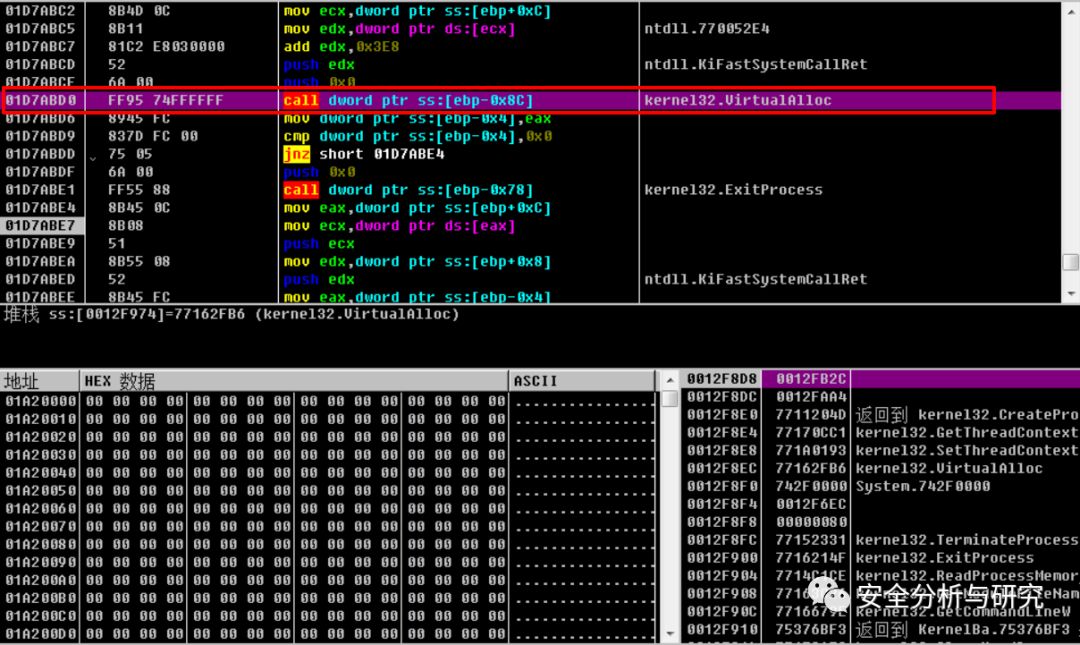 01D7ABC2 8B4D 0C mov ecx,dword ptr ss:[ebp+0xC]
01D7ABC5 8B11 mov edx,dword ptr ds:[ecx] ntdll.770052E4
01D7ABC7 81C2 E8030000 add edx,0x3E8
01D7ABCD 52 push edx ntdll.KiFastSystemCallRet
01D7ABCE 6A 00 push 0x0
01D7ABD0 FF95 74FFFFFF call dword ptr ss:[ebp-0x8C] kernel32.VirtualAlloc
01D7ABD6 8945 FC mov dword ptr ss:[ebp-0x4],eax
01D7ABD9 837D FC 00 cmp dword ptr ss:[ebp-0x4],0x0
01D7ABDD 75 05 jnz short 01D7ABE4
01D7ABDF 6A 00 push 0x0
01D7ABE1 FF55 88 call dword ptr ss:[ebp-0x78] kernel32.ExitProcess
01D7ABE4 8B45 0C mov eax,dword ptr ss:[ebp+0xC]
01D7ABE7 8B08 mov ecx,dword ptr ds:[eax]
01D7ABE9 51 push ecx
01D7ABEA 8B55 08 mov edx,dword ptr ss:[ebp+0x8]
01D7ABED 52 push edx ntdll.KiFastSystemCallRet
01D7ABEE 8B45 FC mov eax,dword ptr ss:[ebp-0x4]
堆栈 ss:[0012F974]=77162FB6 (kernel32.VirtualAlloc)
地址 HEX 数据 ASCII
01A20000 00 00 00 00 00 00 00 00 00 00 00 00 00 00 00 00 ................
01A20010 00 00 00 00 00 00 00 00 00 00 00 00 00 00 00 00 ................
01A20020 00 00 00 00 00 00 00 00 00 00 00 00 00 00 00 00 ................
01A20030 00 00 00 00 00 00 00 00 00 00 00 00 00 00 00 00 ................
01A20040 00 00 00 00 00 00 00 00 00 00 00 00 00 00 00 00 ................
01A20050 00 00 00 00 00 00 00 00 00 00 00 00 00 00 00 00 ................
01A20060 00 00 00 00 00 00 00 00 00 00 00 00 00 00 00 00 ................
01A20070 00 00 00 00 00 00 00 00 00 00 00 00 00 00 00 00 ................
01A20080 00 00 00 00 00 00 00 00 00 00 00 00 00 00 00 00 ................
01A20090 00 00 00 00 00 00 00 00 00 00 00 00 00 00 00 00 ................
01A200A0 00 00 00 00 00 00 00 00 00 00 00 00 00 00 00 00 ................
01A200B0 00 00 00 00 00 00 00 00 00 00 00 00 00 00 00 00 ................
01A200C0 00 00 00 00 00 00 00 00 00 00 00 00 00 00 00 00 ................
01A200D0 00 00 00 00 00 00 00 00 00 00 00 00 00 00 00 00 ................
0012F8D8 0012FB2C
0012F8DC 0012FAA4
0012F8E0 7711204D 返回到 kernel32.CreatePro
0012F8E4 77170CC1 kernel32.GetThreadContext
0012F8E8 771A0193 kernel32.SetThreadContext
0012F8EC 77162FB6 kernel32.VirtualAlloc
0012F8F0 742F0000 System.742F0000
0012F8F4 0012F6EC
0012F8F8 00000080
0012F8FC 77152331 kernel32.TerminateProcess
0012F900 7716214F kernel32.ExitProcess
0012F904 kernel32.ReadProcessMemor
0012F908
0012F90C kernel32.GetCommandLineW
0012F910 75376BF3 返回到 KernelBa.75376BF3
安全分析与研究